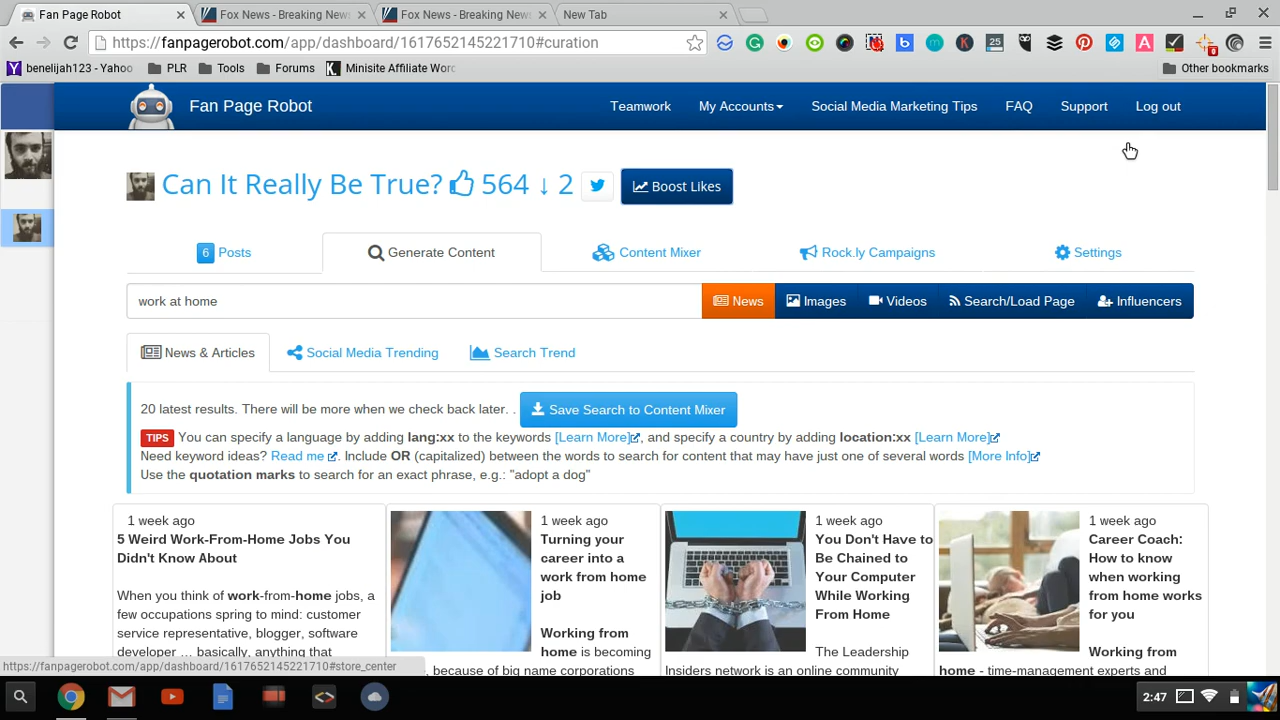 Fan Page Robot
Fox News - Breaking New
Fox News - Breaking New
New Tab
https://fanpagerobot.com/app/dashboard/1617652145221710#curation
25
benelijah123 - Yahoo
PLR
Tools
Forums
Minisite Affiliate Worc
Other bookmarks
Fan Page Robot
Teamwork
My Accounts
Social Media Marketing Tips
FAQ
Support
Log out
Can It Really Be True? 564 ↓ 2
Boost Likes
6 Posts
Generate Content
Content Mixer
Rock.ly Campaigns
Settings
work at home
News
Images
Videos
Search/Load Page
Influencers
News & Articles
Social Media Trending
Search Trend
20 latest results. There will be more when we check back later. . Save Search to Content Mixer
TIPS You can specify a language by adding lang:xx to the keywords [Learn More], and specify a country by adding location:xx [Learn More]
Need keyword ideas? Read me . Include OR (capitalized) between the words to search for content that may have just one of several words [More Info]
Use the quotation marks to search for an exact phrase, e.g.: "adopt a dog"
1 week ago
5 Weird Work-From-Home Jobs You
Didn't Know About
When you think of work-from-home jobs, a
few occupations spring to mind: customer
service representative, blogger, software
developer ... basically, anything that
1 week ago
Turning your
career into a
work from home
job
Working from
home is becoming
, because of big name corporations
1 week ago
You Don't Have to
Be Chained to
Your Computer
While Working
From Home
The Leadership
Insiders network is an online community
1 week ago
Career Coach:
How to know
when working
from home works
for you
Working from
home - time-management experts and
https://fanpagerobot.com/app/dashboard/1617652145221710#store_center
2:47